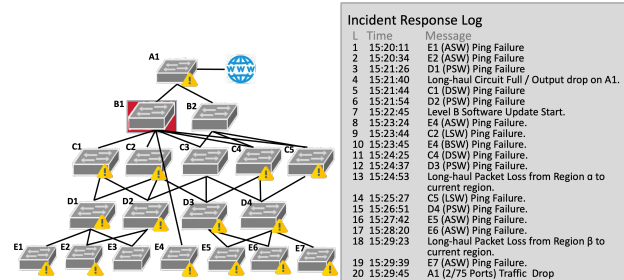 Incident Response Log
L Time Message
1 15:20:11 E1 (ASW) Ping Failure
2 15:20:34 E2 (ASW) Ping Failure
3 15:21:26 D1 (PSW) Ping Failure
4 15:21:40 Long-haul Circuit Full / Output drop on A1.
5 15:21:44 C1 (DSW) Ping Failure
6 15:21:54 D2 (PSW) Ping Failure
7 15:22:45 Level B Software Update Start.
8 15:23:24 E4 (ASW) Ping Failure.
9 15:23:44 C2 (LSW) Ping Failure.
10 15:23:45 E4 (BSW) Ping Failure.
11 15:24:25 C4 (DSW) Ping Failure.
12 15:24:37 D3 (PSW) Ping Failure.
13 15:24:53 Long-haul Packet Loss from Region α to
current region.
14 15:25:27 C5 (LSW) Ping Failure.
15 15:26:51 D4 (PSW) Ping Failure.
16 15:27:42 E5 (ASW) Ping Failure.
17 15:28:20 E6 (ASW) Ping Failure.
18 15:29:23 Long-haul Packet Loss from Region β to
current region.
19 15:29:39 E7 (ASW) Ping Failure.
20 15:29:45 A1 (2/75 Ports) Traffic Drop
A1
WWW
B1 B2
C1 C2 C3 C4 C5
D1 D2 D3 D4
E1 E2 E3 E4 E5 E6 E7